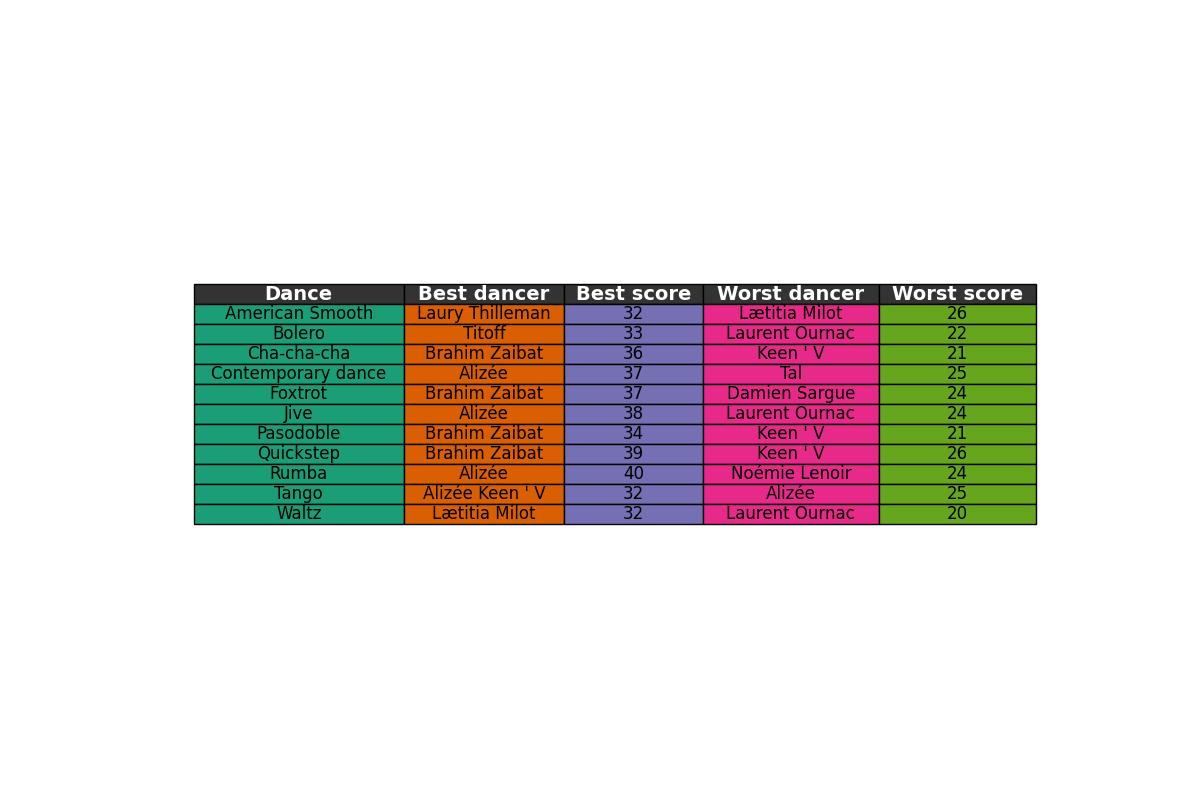 Dance Best dancer Best score Worst dancer Worst score
American Smooth Laury Thilleman 32 Lætitia Milot 26
Bolero Titoff 33 Laurent Ournac 22
Cha-cha-cha Brahim Zaibat 36 Keen ' V 21
Contemporary dance Alizée 37 Tal 25
Foxtrot Brahim Zaibat 37 Damien Sargue 24
Jive Alizée 38 Laurent Ournac 24
Pasodoble Brahim Zaibat 34 Keen ' V 21
Quickstep Brahim Zaibat 39 Keen ' V 26
Rumba Alizée 40 Noémie Lenoir 24
Tango Alizée Keen ' V 32 Alizée 25
Waltz Lætitia Milot 32 Laurent Ournac 20